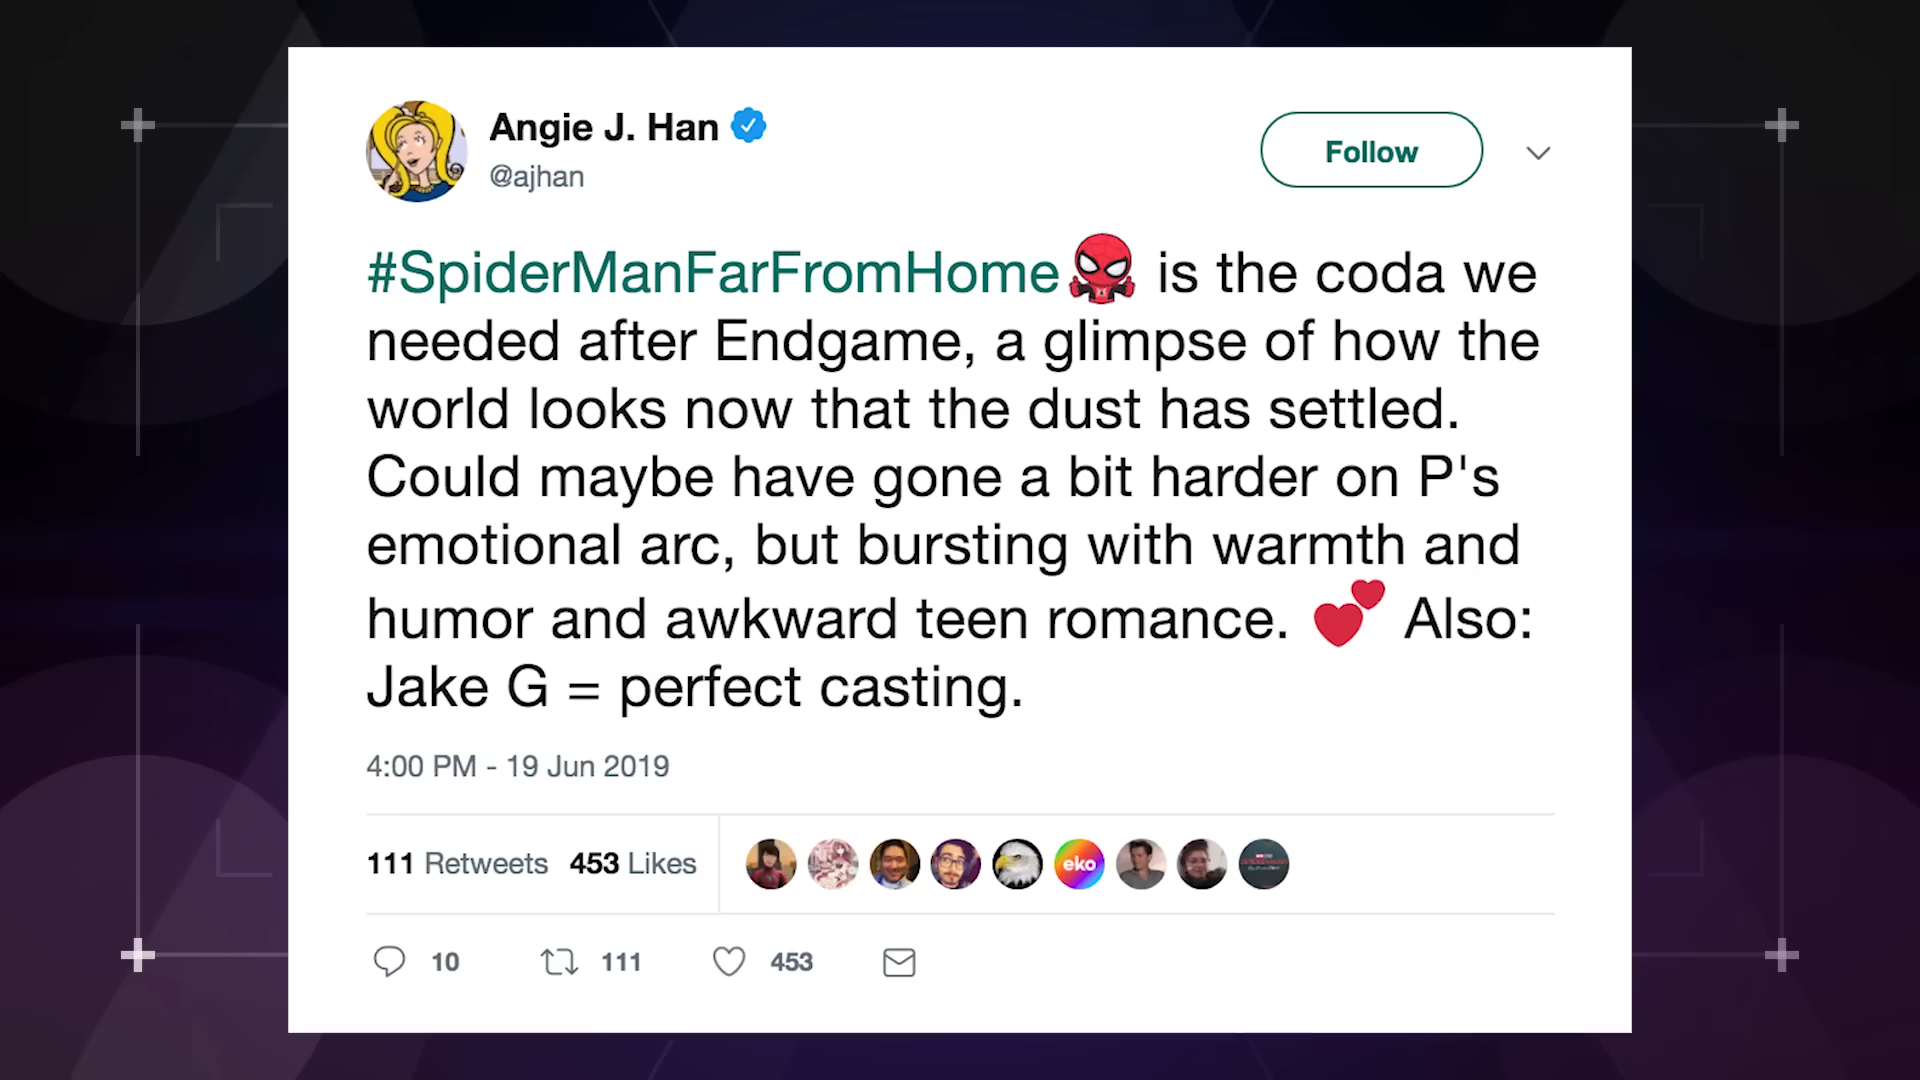 Angie J. Han
@ajhan
Follow
#SpiderManFarFromHome is the coda we
needed after Endgame, a glimpse of how the
world looks now that the dust has settled.
Could maybe have gone a bit harder on P's
emotional arc, but bursting with warmth and
humor and awkward teen romance. 💕 Also:
Jake G = perfect casting.
4:00 PM - 19 Jun 2019
111 Retweets 453 Likes
eko
10 111 453